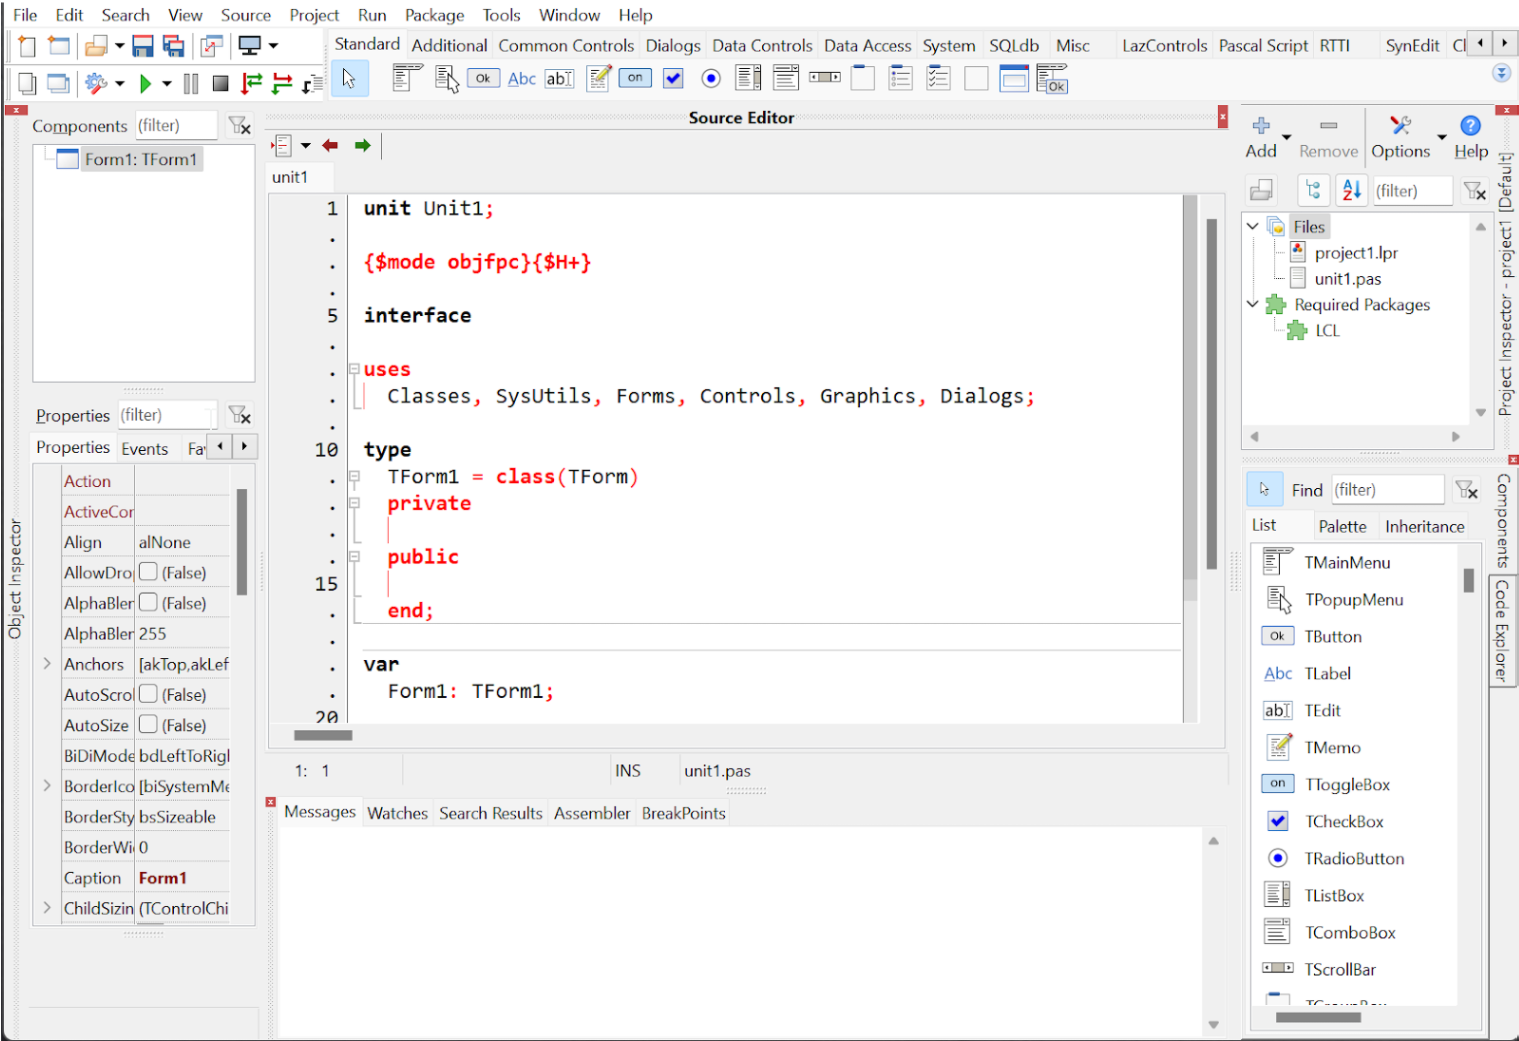 File Edit Search View Source Project Run Package Tools Window Help
Standard Additional Common Controls Dialogs Data Controls Data Access System SQLdb Misc LazControls Pascal Script RTTI SynEdit Cl
Ok Abc ab on Ok
Components (filter)
Form1: TForm1
Properties (filter)
Properties Events Fa
Action
ActiveCor
Align alNone
AllowDro (False)
AlphaBler (False)
AlphaBler 255
Anchors [akTop,akLef
AutoScrol (False)
AutoSize (False)
BiDiMode bdLeftToRigl
BorderIco [biSystemMe
BorderSty bsSizeable
BorderWi 0
Caption Form1
ChildSizin (TControlChi
Object Inspector
Source Editor
unit1
1 unit Unit1;
.
. {$mode objfpc}{$H+}
.
5 interface
.
. uses
. Classes, SysUtils, Forms, Controls, Graphics, Dialogs;
.
10 type
. TForm1 = class(TForm)
. private
.
. public
15
. end;
.
. var
. Form1: TForm1;
20
1: 1 INS unit1.pas
Messages Watches Search Results Assembler BreakPoints
Add Remove Options Help
A Z (filter)
Files
project1.lpr
unit1.pas
Required Packages
LCL
Project Inspector - project1 [Default]
Find (filter)
List Palette Inheritance
TMainMenu
TPopupMenu
Ok TButton
Abc TLabel
ab TEdit
TMemo
on TToggleBox
TCheckBox
TRadioButton
TListBox
TComboBox
TScrollBar
Components
Code Explorer